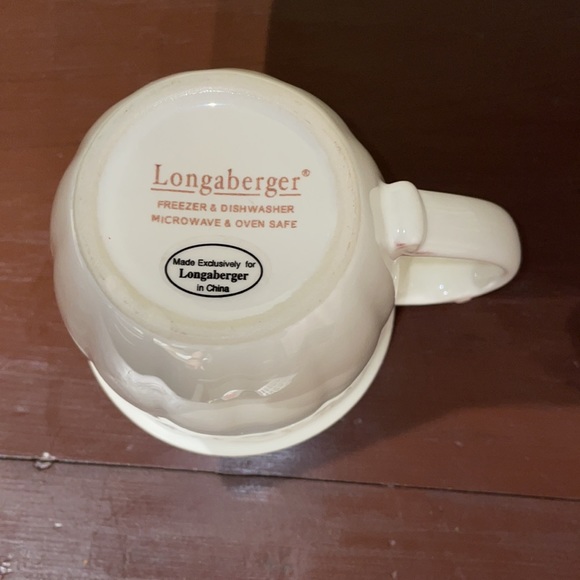 Longaberger®
FREEZER & DISHWASHER
MICROWAVE & OVEN SAFE
Made Exclusively for
Longaberger
in China